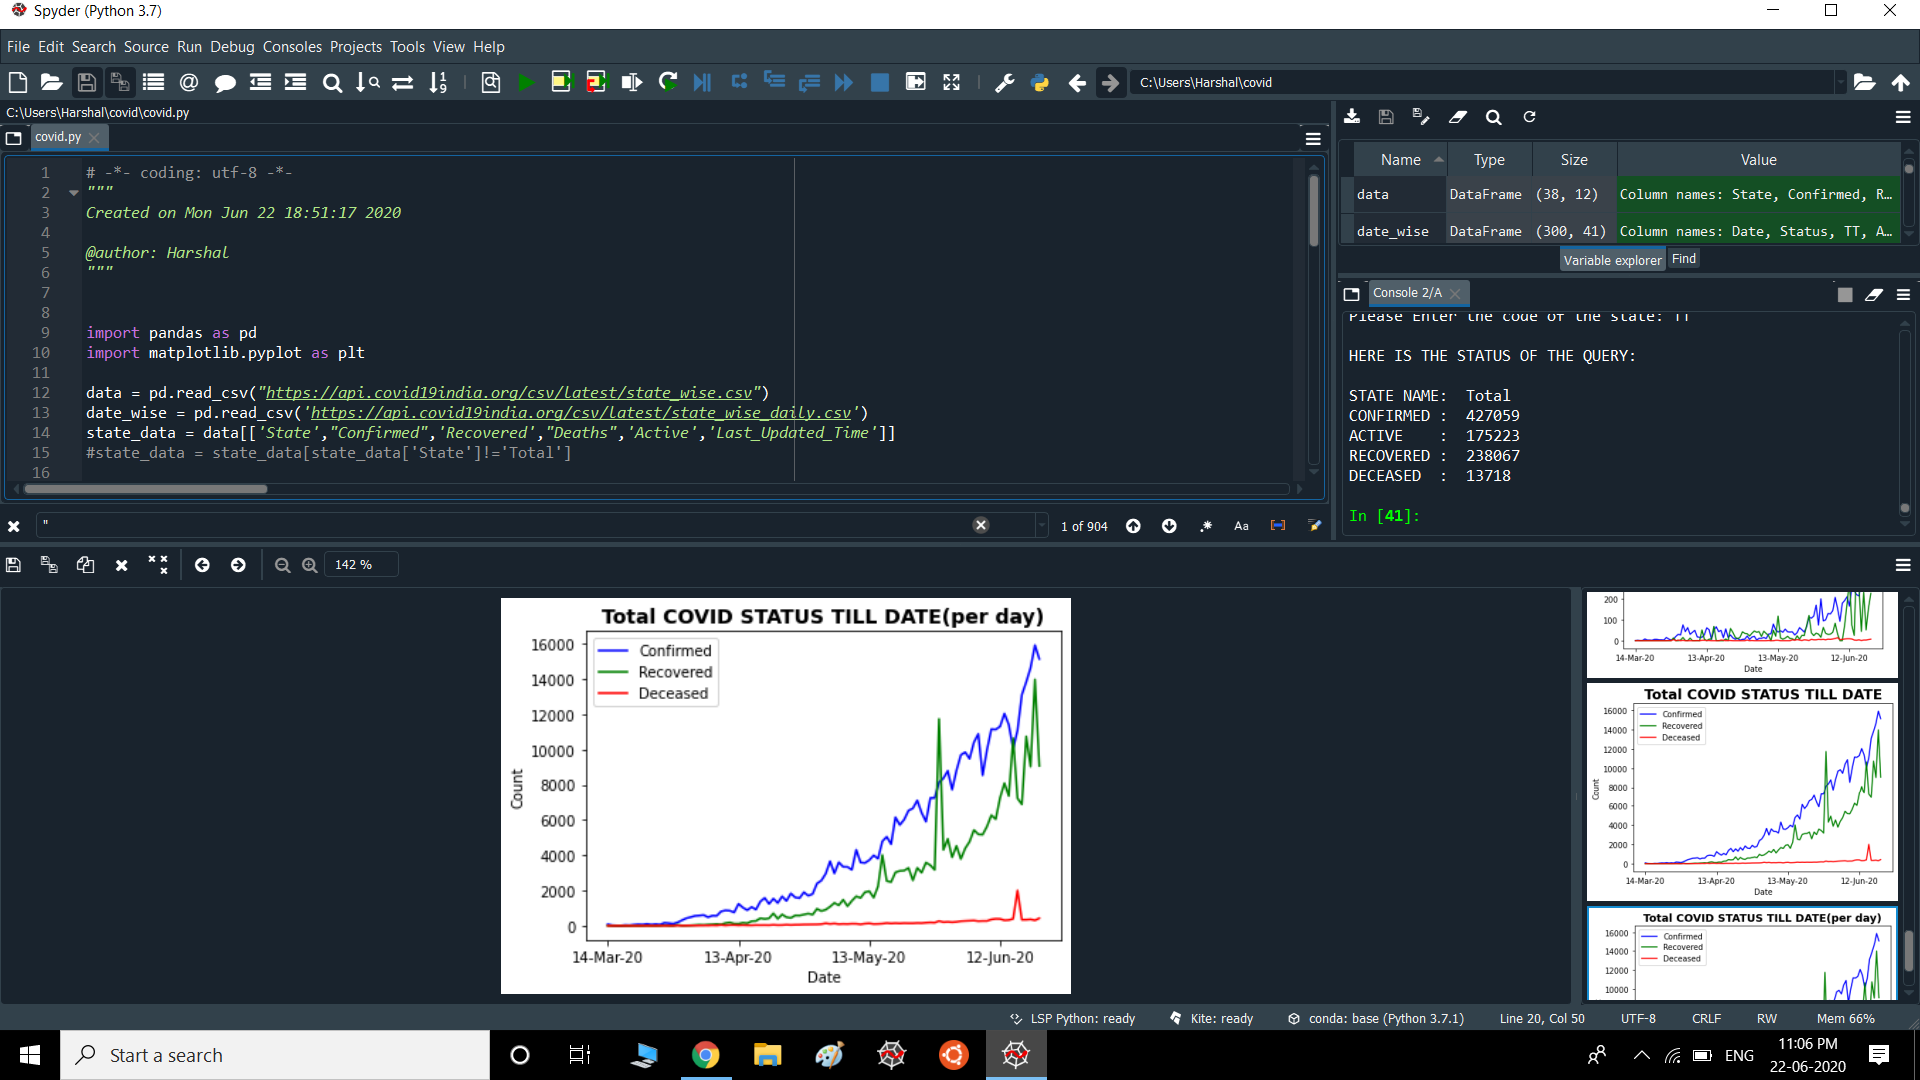 Spyder (Python 3.7)
File Edit Search Source Run Debug Consoles Projects Tools View Help
C:\Users\Harshal\covid
C:\Users\Harshal\covid\covid.py
covid.py
1 # -*- coding: utf-8 -*-
2 """
3 Created on Mon Jun 22 18:51:17 2020
4
5 @author: Harshal
6 """
7
8
9 import pandas as pd
10 import matplotlib.pyplot as plt
11
12 data = pd.read_csv("https://api.covid19india.org/csv/latest/state_wise.csv")
13 date_wise = pd.read_csv('https://api.covid19india.org/csv/latest/state_wise_daily.csv')
14 state_data = data[['State',"Confirmed",'Recovered',"Deaths",'Active','Last_Updated_Time']]
15 #state_data = state_data[state_data['State']!='Total']
16
" 1 of 904 .* Aa
Name Type Size Value
data DataFrame (38, 12) Column names: State, Confirmed, R...
date_wise DataFrame (300, 41) Column names: Date, Status, TT, A...
Variable explorer Find
Console 2/A
Please Enter the code of the state: TT
HERE IS THE STATUS OF THE QUERY:
STATE NAME: Total
CONFIRMED : 427059
ACTIVE : 175223
RECOVERED : 238067
DECEASED : 13718
In [41]:
142 %
Total COVID STATUS TILL DATE(per day)
Confirmed
Recovered
Deceased
16000
14000
12000
10000
8000
6000
4000
2000
0
Count
14-Mar-20 13-Apr-20 13-May-20 12-Jun-20
Date
200
100
0
14-Mar-20 13-Apr-20 13-May-20 12-Jun-20
Date
Total COVID STATUS TILL DATE
Confirmed
Recovered
Deceased
16000
14000
12000
10000
8000
6000
4000
2000
0
Count
14-Mar-20 13-Apr-20 13-May-20 12-Jun-20
Date
Total COVID STATUS TILL DATE(per day)
Confirmed
Recovered
Deceased
16000
14000
12000
10000
LSP Python: ready Kite: ready conda: base (Python 3.7.1) Line 20, Col 50 UTF-8 CRLF RW Mem 66%
Start a search
ENG
11:06 PM
22-06-2020